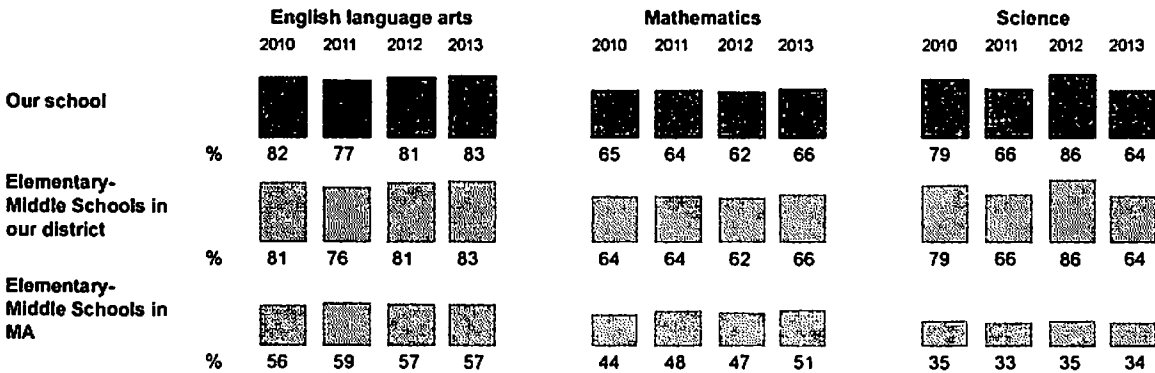 English language arts Mathematics Science
2010 2011 2012 2013 2010 2011 2012 2013 2010 2011 2012 2013
Our school
% 82 77 81 83 65 64 62 66 79 66 86 64
Elementary-
Middle Schools in
our district
% 81 76 81 83 64 64 62 66 79 66 86 64
Elementary-
Middle Schools in
MA
% 56 59 57 57 44 48 47 51 35 33 35 34